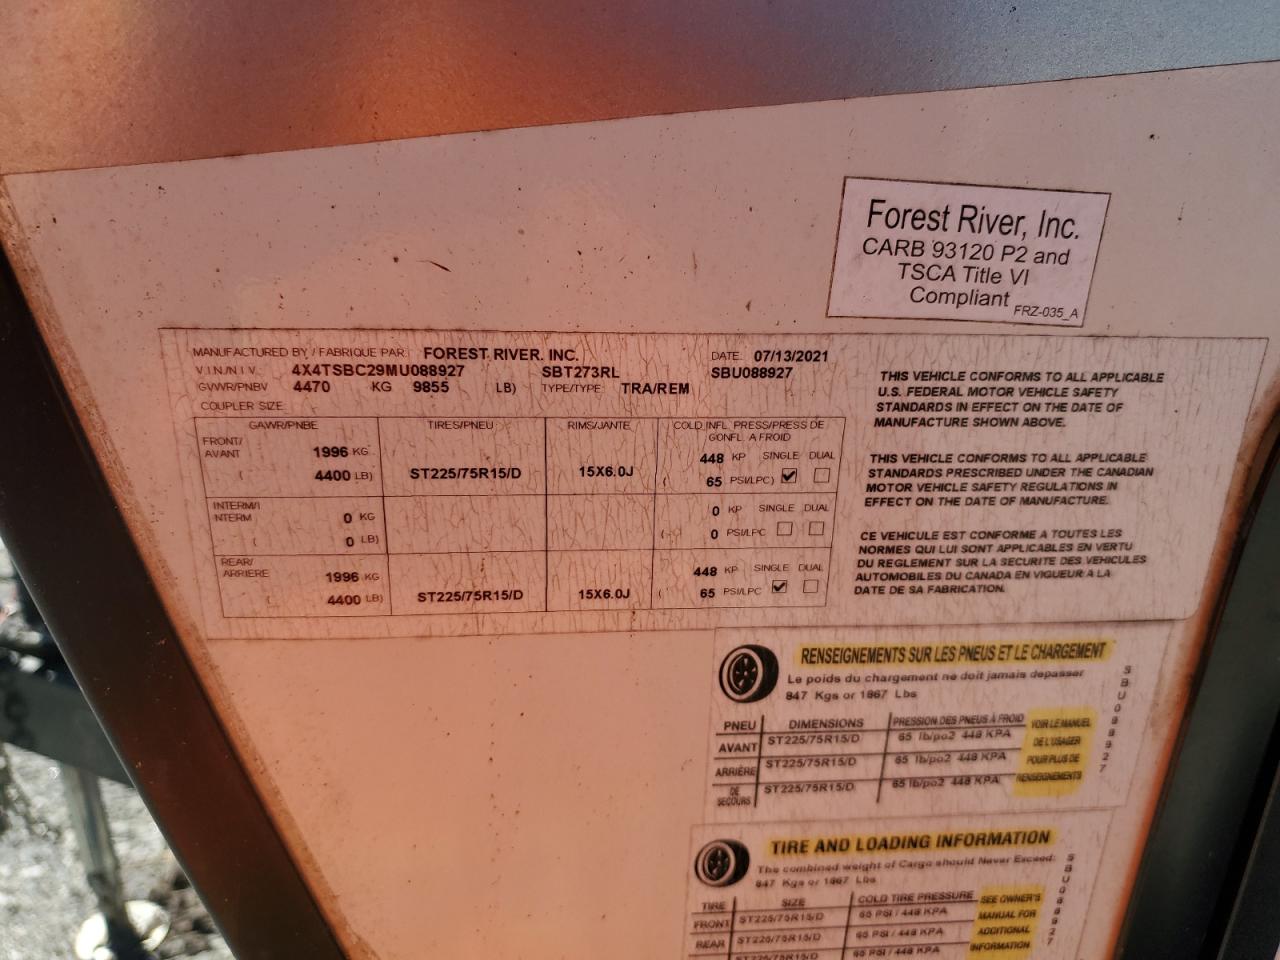 Forest River, Inc.
CARB 93120 P2 and
TSCA Title VI
Compliant
FRZ-035_A
MANUFACTURED BY / FABRIQUE PAR: FOREST RIVER, INC. DATE: 07/13/2021
V.I.N./N.I.V. 4X4TSBC29MU088927 SBT273RL SBU088927
GVWR/PNBV 4470 KG 9855 LB) TYPE/TYPE: TRA/REM
COUPLER SIZE:
GAWR/PNBE TIRES/PNEU RIMS/JANTE COLD INFL. PRESS/PRESS DE
GONFL. A FROID
FRONT/
AVANT 1996 KG 448 KP SINGLE DUAL
( 4400 LB) ST225/75R15/D 15X6.0J ( 65 PSI/LPC)
INTERM/I
NTERM 0 KG 0 KP SINGLE DUAL
( 0 LB) ( 0 PSI/LPC
REAR/
ARRIERE 1996 KG 448 KP SINGLE DUAL
( 4400 LB) ST225/75R15/D 15X6.0J ( 65 PSI/LPC
THIS VEHICLE CONFORMS TO ALL APPLICABLE
U.S. FEDERAL MOTOR VEHICLE SAFETY
STANDARDS IN EFFECT ON THE DATE OF
MANUFACTURE SHOWN ABOVE.
THIS VEHICLE CONFORMS TO ALL APPLICABLE
STANDARDS PRESCRIBED UNDER THE CANADIAN
MOTOR VEHICLE SAFETY REGULATIONS IN
EFFECT ON THE DATE OF MANUFACTURE.
CE VEHICULE EST CONFORME A TOUTES LES
NORMES QUI LUI SONT APPLICABLES EN VERTU
DU REGLEMENT SUR LA SECURITE DES VEHICULES
AUTOMOBILES DU CANADA EN VIGUEUR A LA
DATE DE SA FABRICATION.
RENSEIGNEMENTS SUR LES PNEUS ET LE CHARGEMENT
Le poids du chargement ne doit jamais depasser
847 Kgs or 1867 Lbs
PNEU DIMENSIONS PRESSION DES PNEUS À FROID
AVANT ST225/75R15/D 65 lb/po2 448 KPA
ARRIÈRE ST225/75R15/D 65 lb/po2 448 KPA
DE
SECOURS ST225/75R15/D 65 lb/po2 448 KPA
VOIR LE MANUEL
DE L'USAGER
POUR PLUS DE
RENSEIGNEMENTS
SBU088927
TIRE AND LOADING INFORMATION
The combined weight of Cargo should Never Exceed:
847 Kgs or 1867 Lbs
TIRE SIZE COLD TIRE PRESSURE
FRONT ST225/75R15/D 65 PSI / 448 KPA
REAR ST225/75R15/D 65 PSI / 448 KPA
ST225/75R15/D 65 PSI / 448 KPA
SEE OWNER'S
MANUAL FOR
ADDITIONAL
INFORMATION
SBU088927